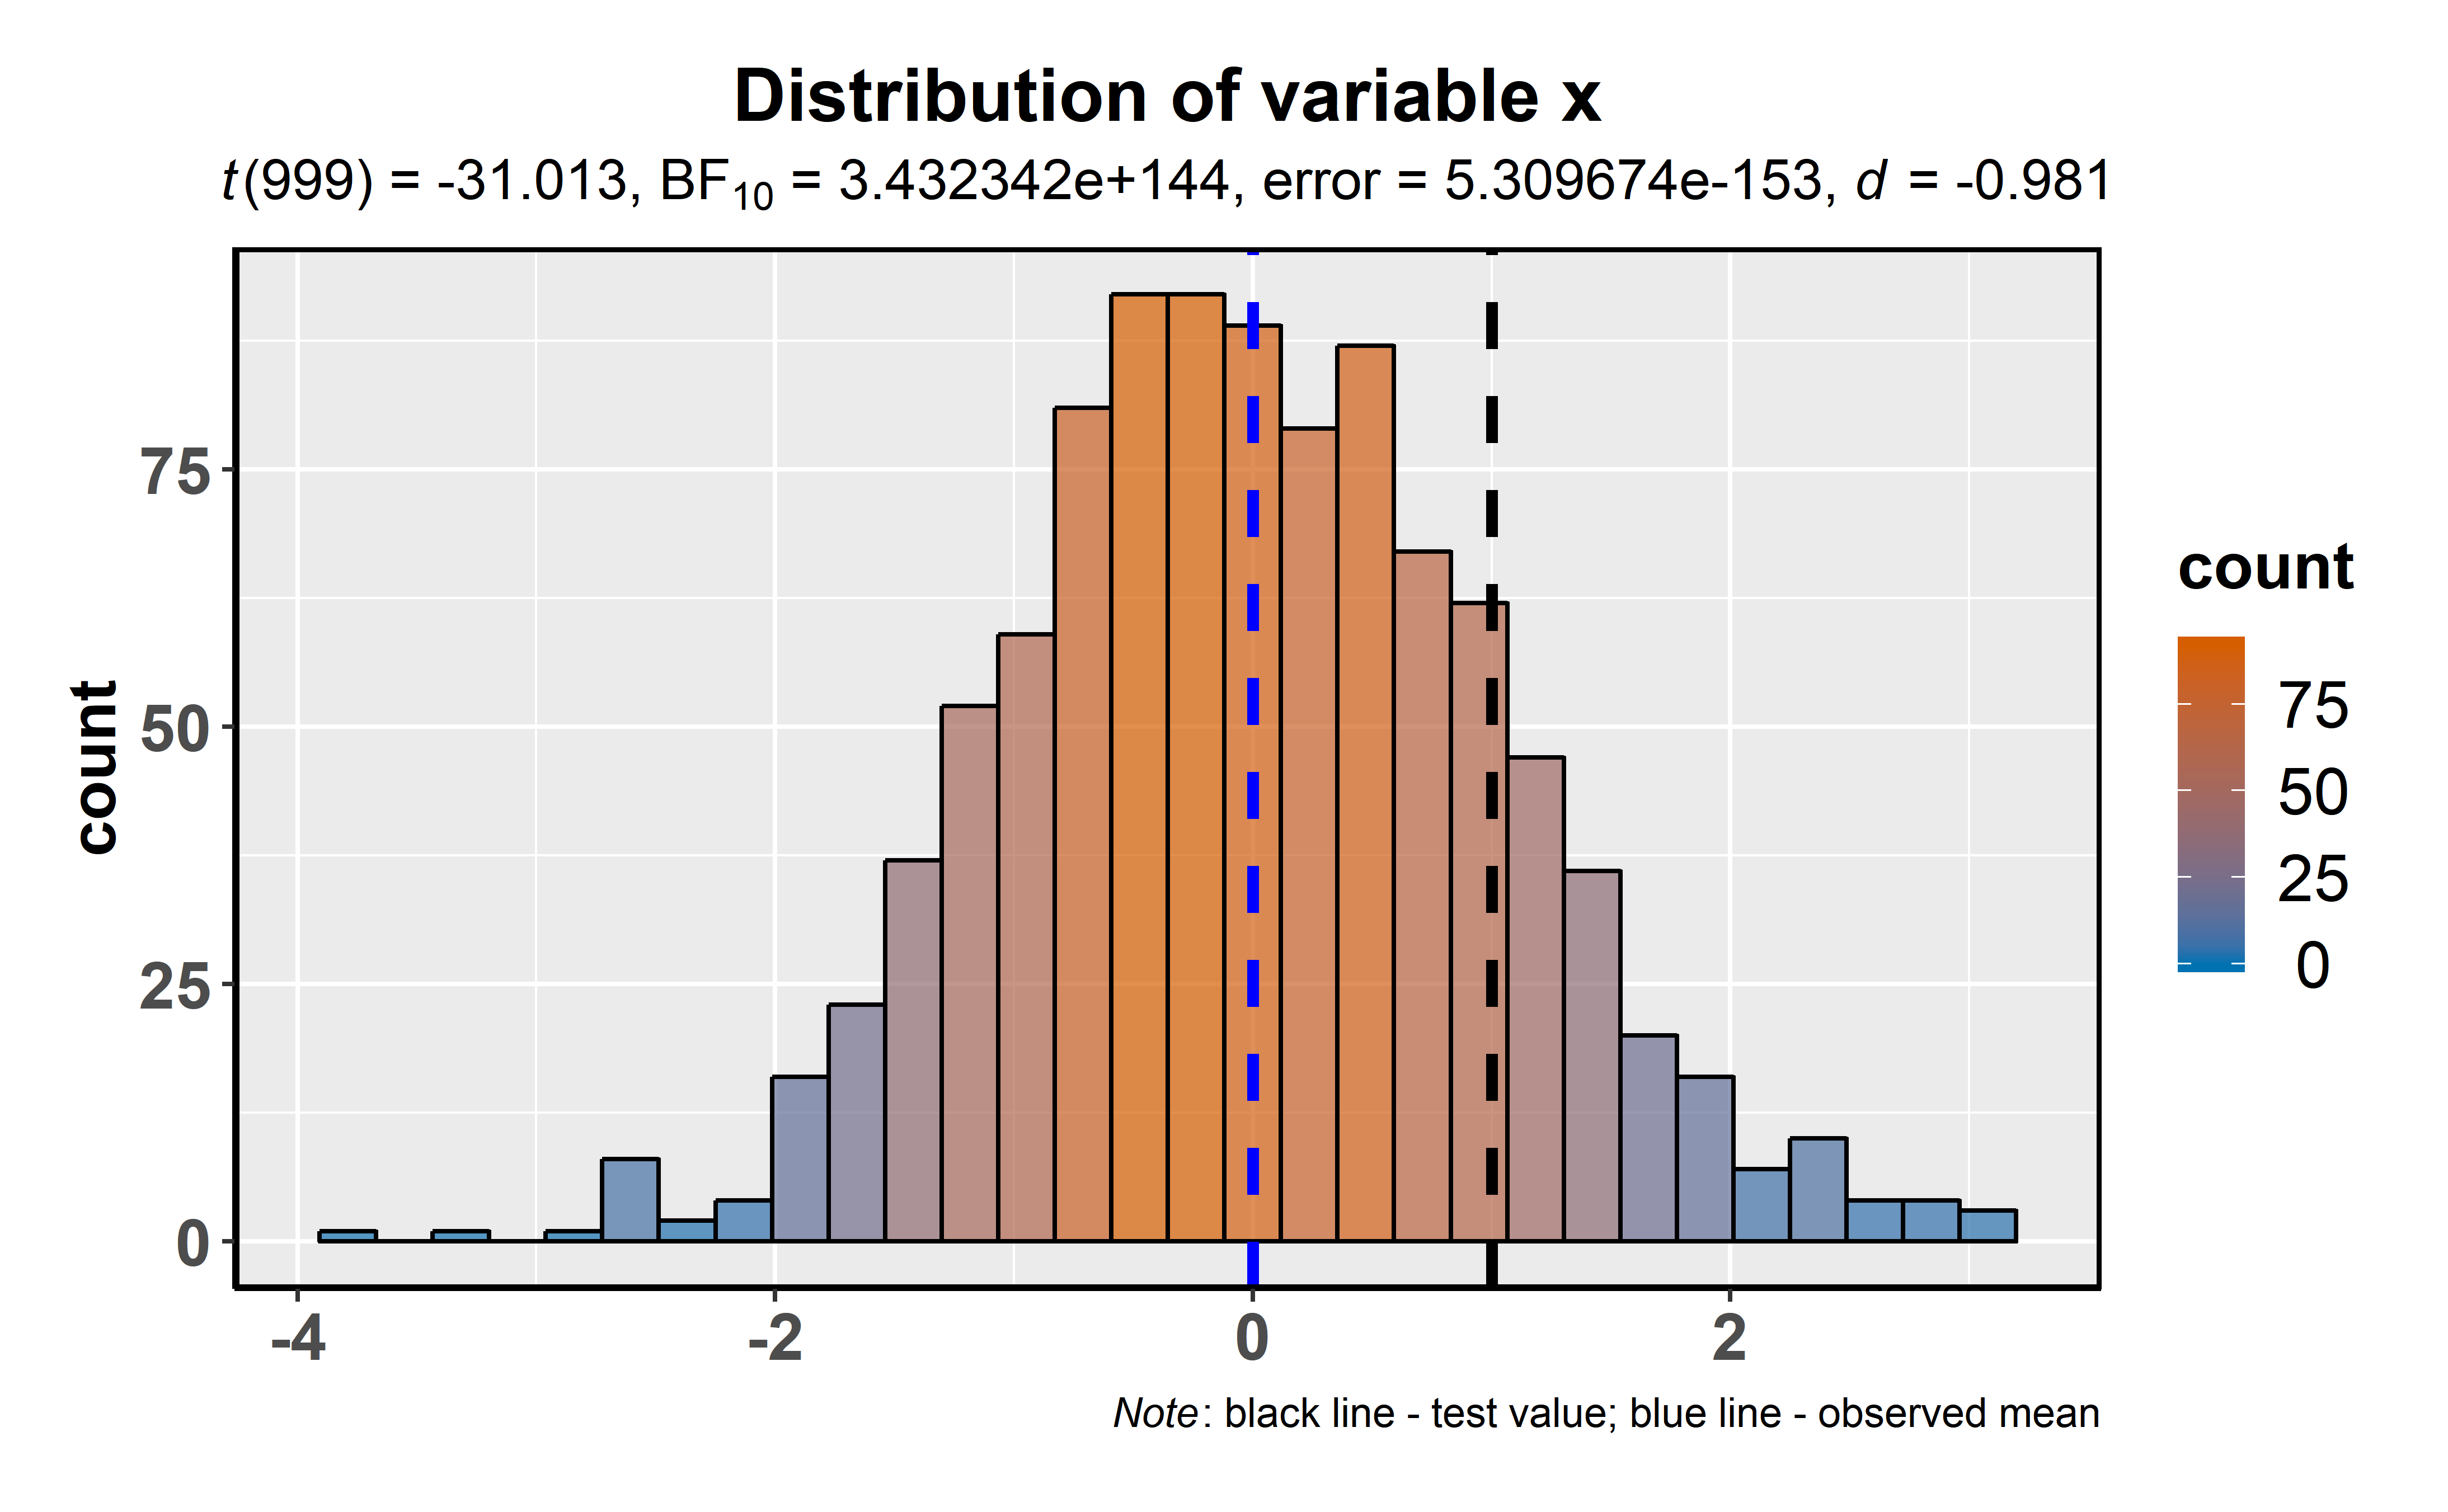 Distribution of variable x
t(999) = -31.013, BF₁₀ = 3.432342e+144, error = 5.309674e-153, d = -0.981
count
75
50
25
0
-4 -2 0 2
count
75
50
25
0
Note: black line - test value; blue line - observed mean